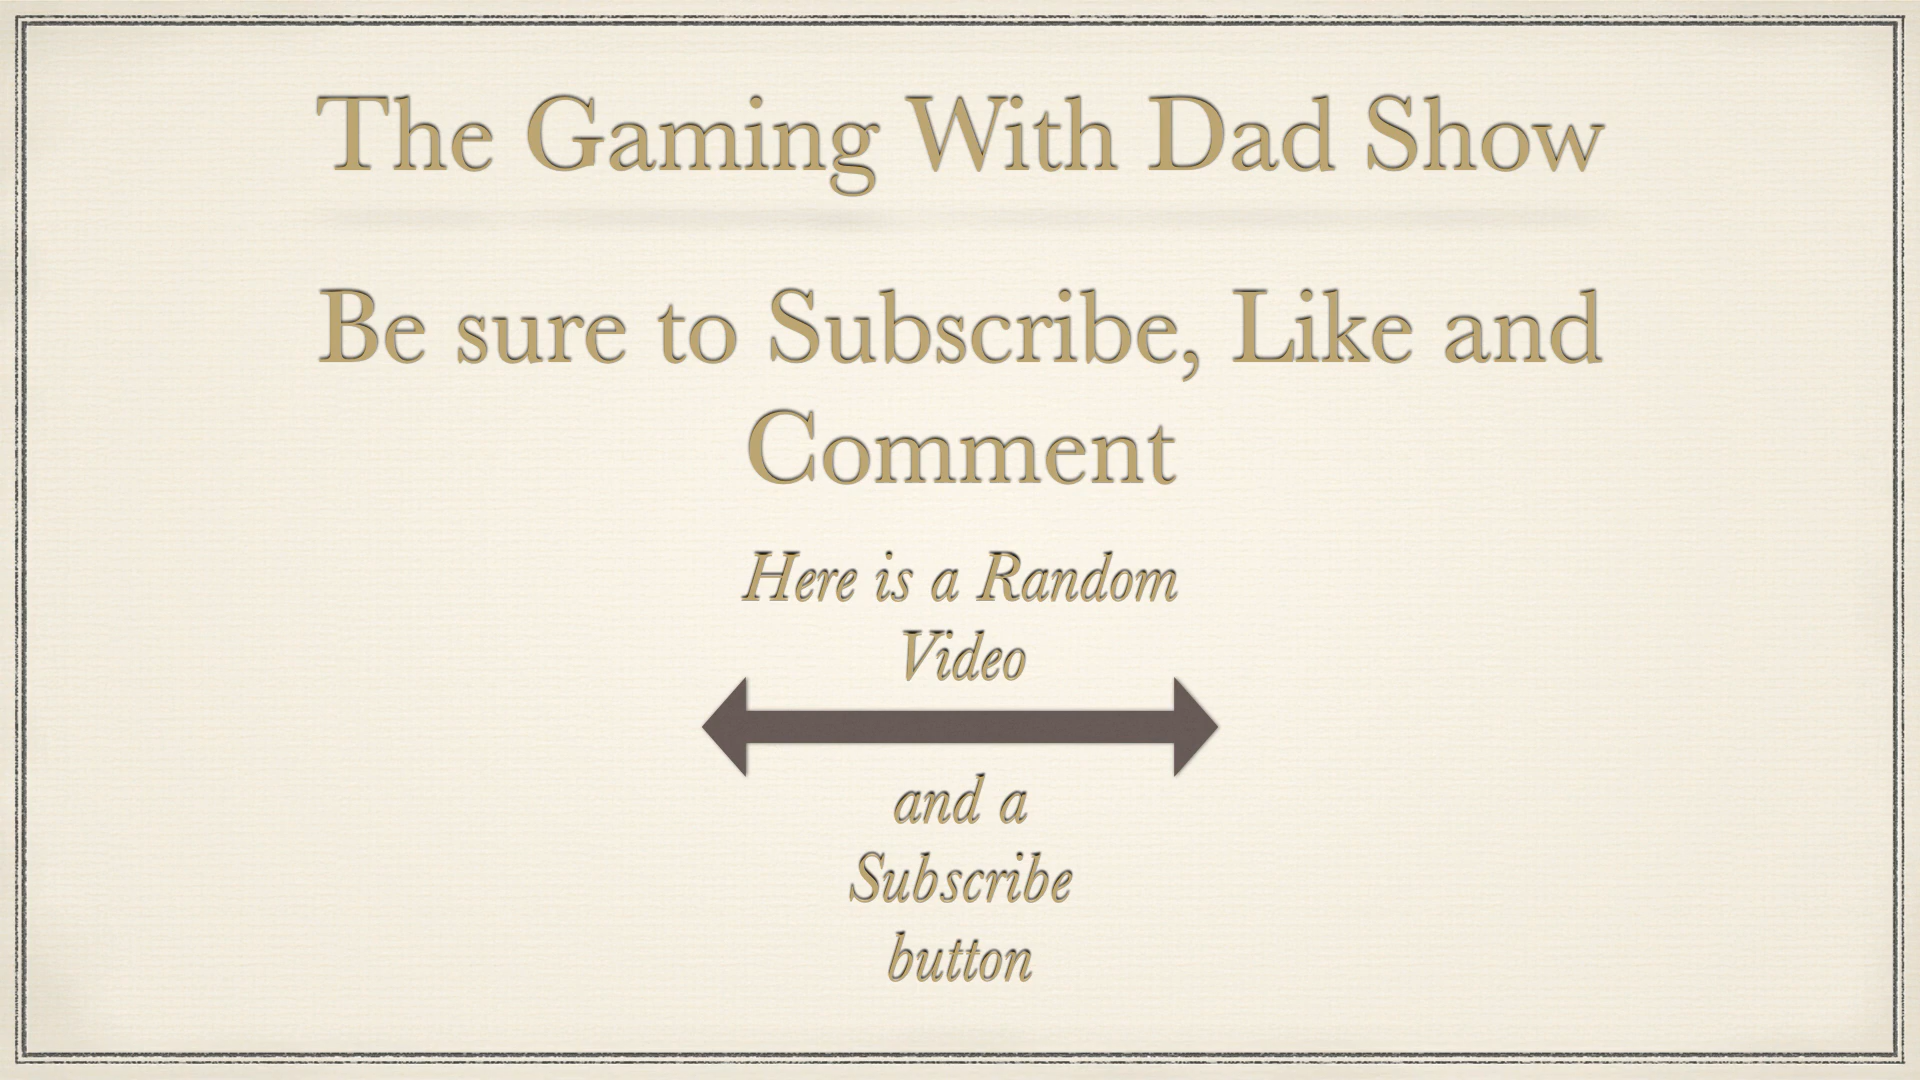 The Gaming With Dad Show
Be sure to Subscribe, Like and
Comment
Here is a Random
Video
and a
Subscribe
button